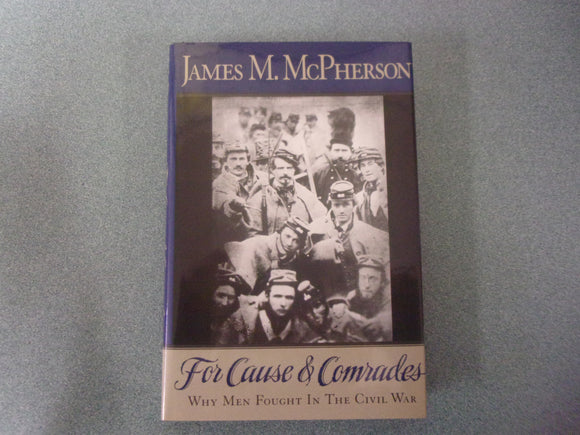 JAMES M. MCPHERSON
For Cause & Comrades
WHY MEN FOUGHT IN THE CIVIL WAR